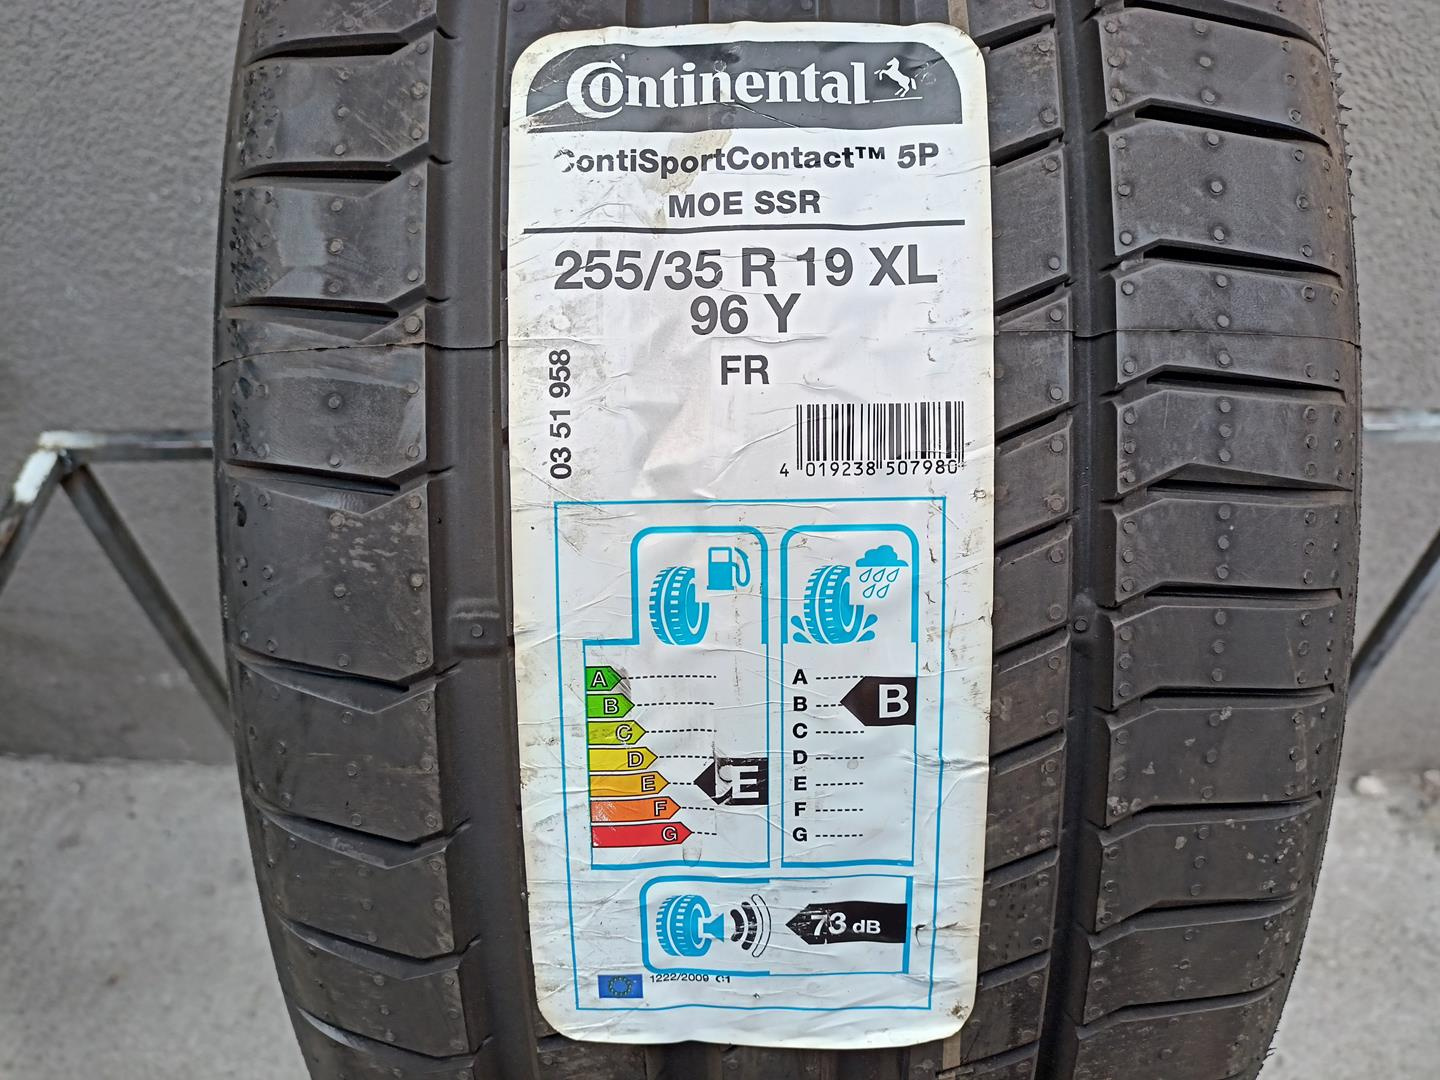 Continental
ContiSportContact™ 5P
MOE SSR
255/35 R 19 XL
96 Y
FR
03 51 958
4 019238 507980
A
B
C
D
E
F
G
E
A
B
C
D
E
F
G
B
73 dB
1222/2009 C1